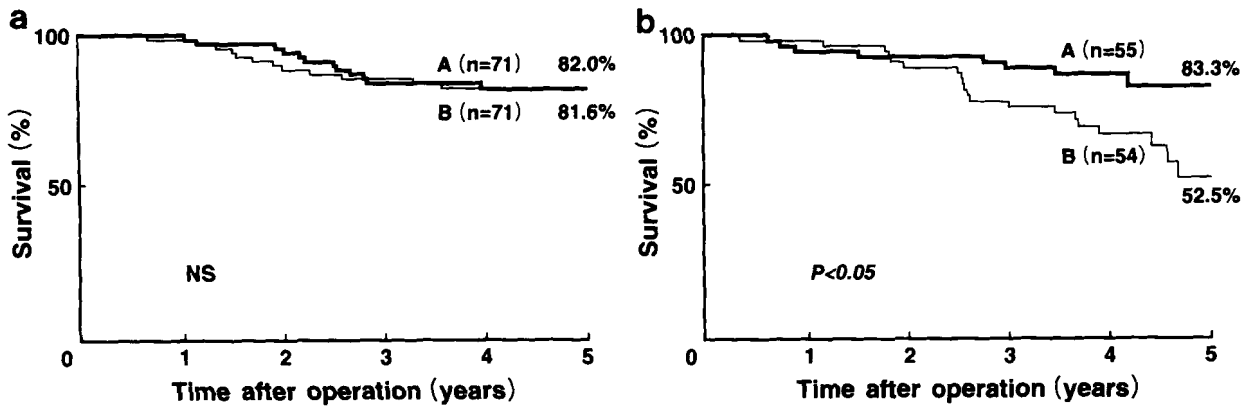 a
100
50
0
1
2
3
4
5
Survival (%)
Time after operation (years)
A (n=71) 82.0%
B (n=71) 81.6%
NS
b
100
50
0
1
2
3
4
5
Survival (%)
Time after operation (years)
A (n=55)
83.3%
B (n=54)
52.5%
P<0.05